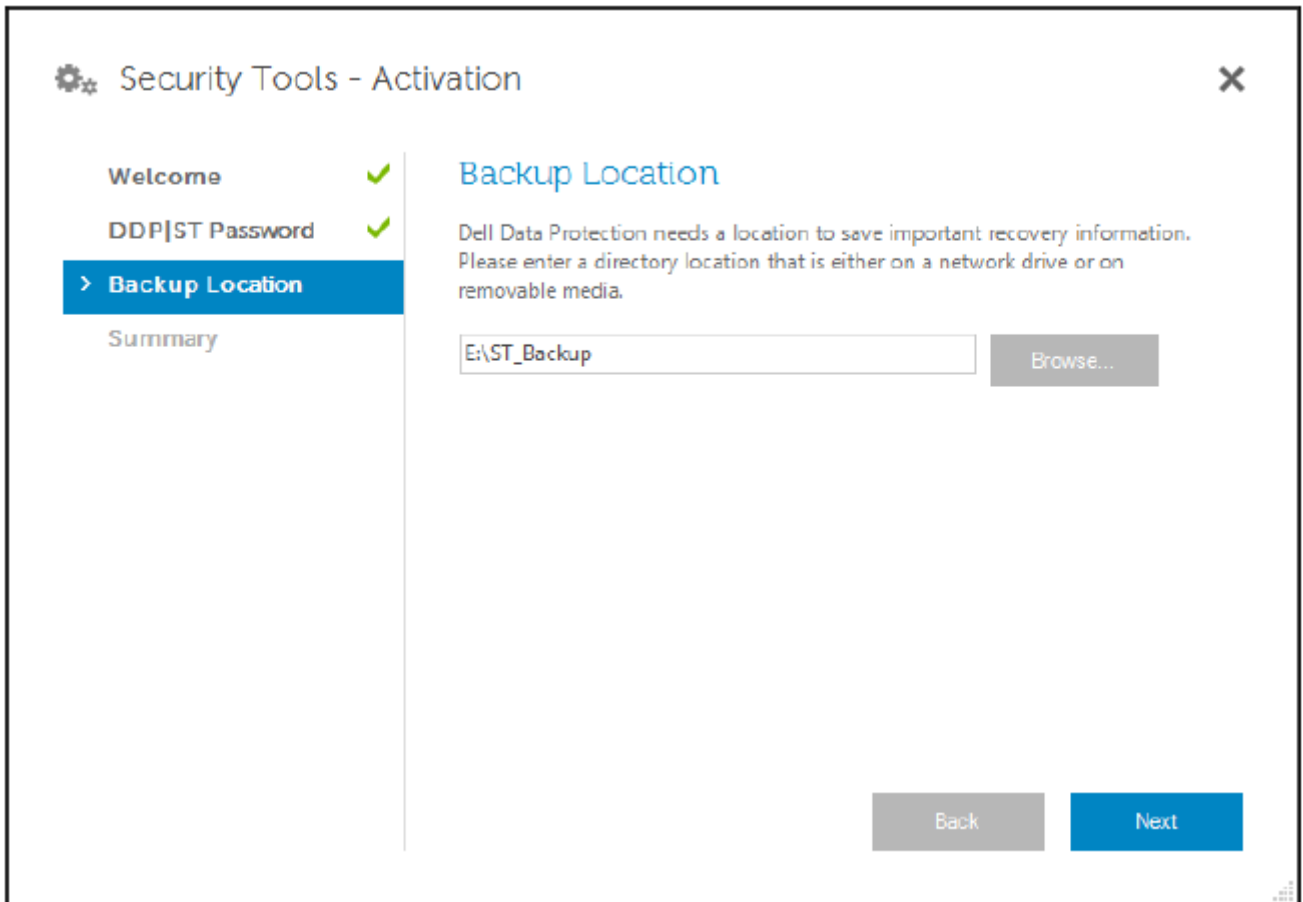 Security Tools - Activation
Welcome
DDP|ST Password
Backup Location
Summary
Backup Location
Dell Data Protection needs a location to save important recovery information.
Please enter a directory location that is either on a network drive or on
removable media.
E:\ST_Backup
Browse...
Back
Next